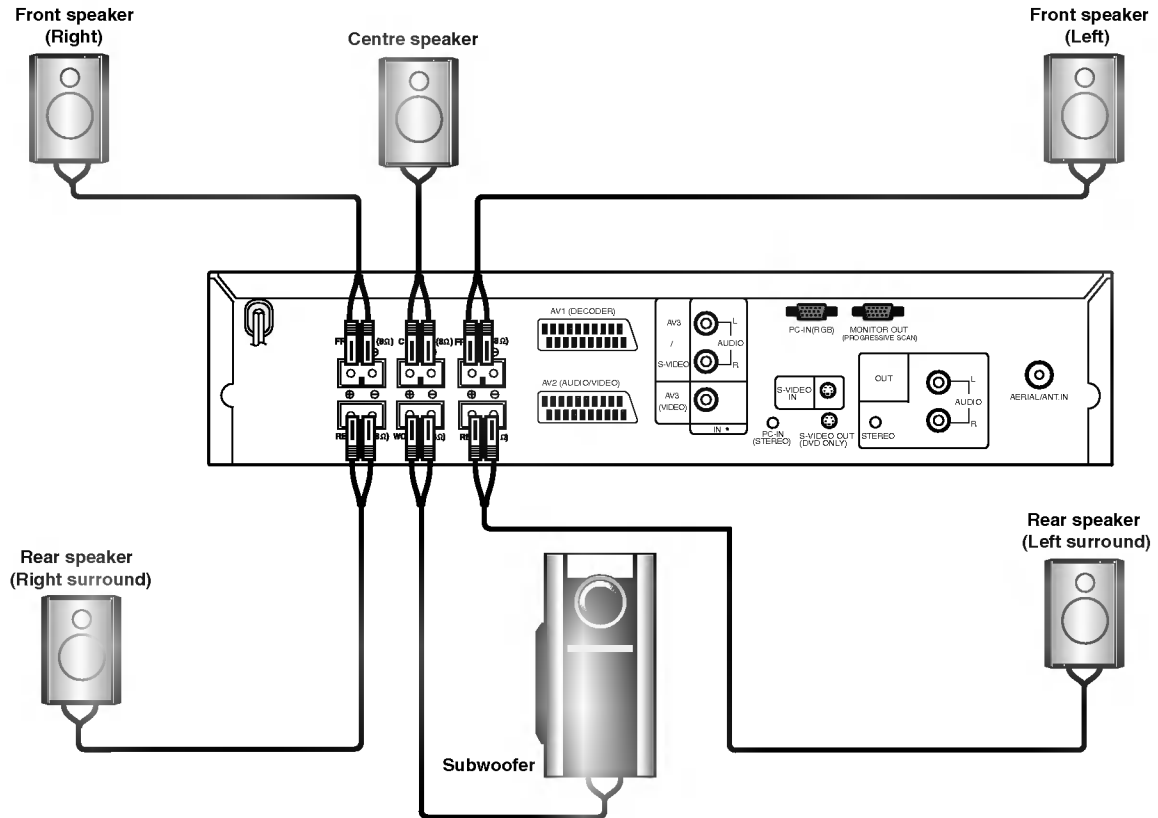 Front speaker
(Right)
Centre speaker
Front speaker
(Left)
AV1 (DECODER)
AV2 (AUDIO/VIDEO)
AV3
/
S-VIDEO
L
AUDIO
R
AV3
(VIDEO)
IN *
PC-IN(RGB)
MONITOR OUT
(PROGRESSIVE SCAN)
S-VIDEO
IN
PC-IN
(STEREO)
S-VIDEO OUT
(DVD ONLY)
OUT
STEREO
L
AUDIO
R
AERIAL/ANT.IN
Rear speaker
(Right surround)
Subwoofer
Rear speaker
(Left surround)